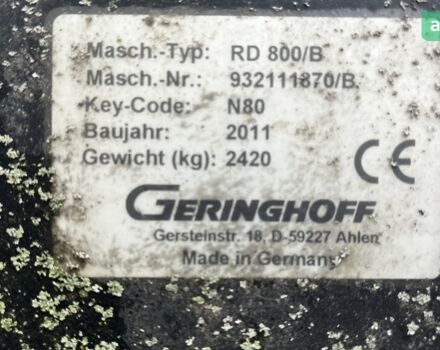 Masch.-Typ: RD 800/B
Masch.-Nr.: 932111870/B
Key-Code: N80
Baujahr: 2011
Gewicht (kg): 2420
CE
GERINGHOFF
Gersteinstr. 18, D-59227 Ahlen
Made in Germany
a